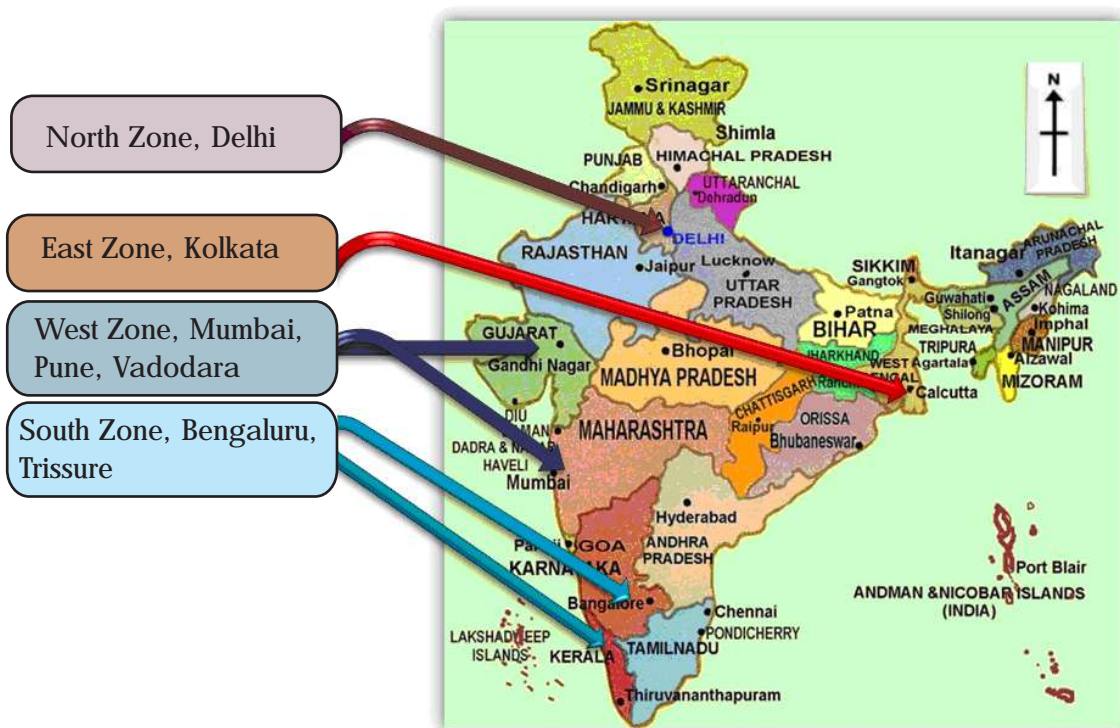 North Zone, Delhi
East Zone, Kolkata
West Zone, Mumbai,
Pune, Vadodara
South Zone, Bengaluru,
Trissure
N
Srinagar
JAMMU & KASHMIR
Shimla
PUNJAB
HIMACHAL PRADESH
Chandigarh
UTTARANCHAL
Dehradun
DELHI
RAJASTHAN
Jaipur
Lucknow
UTTAR
PRADESH
SIKKIM
Gangtok
Itanagar
ARUNACHAL
PRADESH
ASSAM
NAGALAND
Guwahati
Shilong
Kohima
Imphal
MEGHALAYA
MANIPUR
TRIPURA
Agartala
Aizawal
MIZORAM
Patna
BIHAR
JHARKHAND
WEST
Calcutta
GUJARAT
Gandhi Nagar
Bhopal
MADHYA PRADESH
CHATTISGARH
Raipur
ORISSA
Bhubaneswar
DIU
DADRA &
HAVELI
MAHARASHTRA
Mumbai
Hyderabad
ANDHRA
PRADESH
GOA
Bangalore
Chennai
PONDICHERRY
TAMILNADU
KERALA
ISLANDS
Thiruvananthapuram
Port Blair
ANDMAN & NICOBAR ISLANDS
(INDIA)